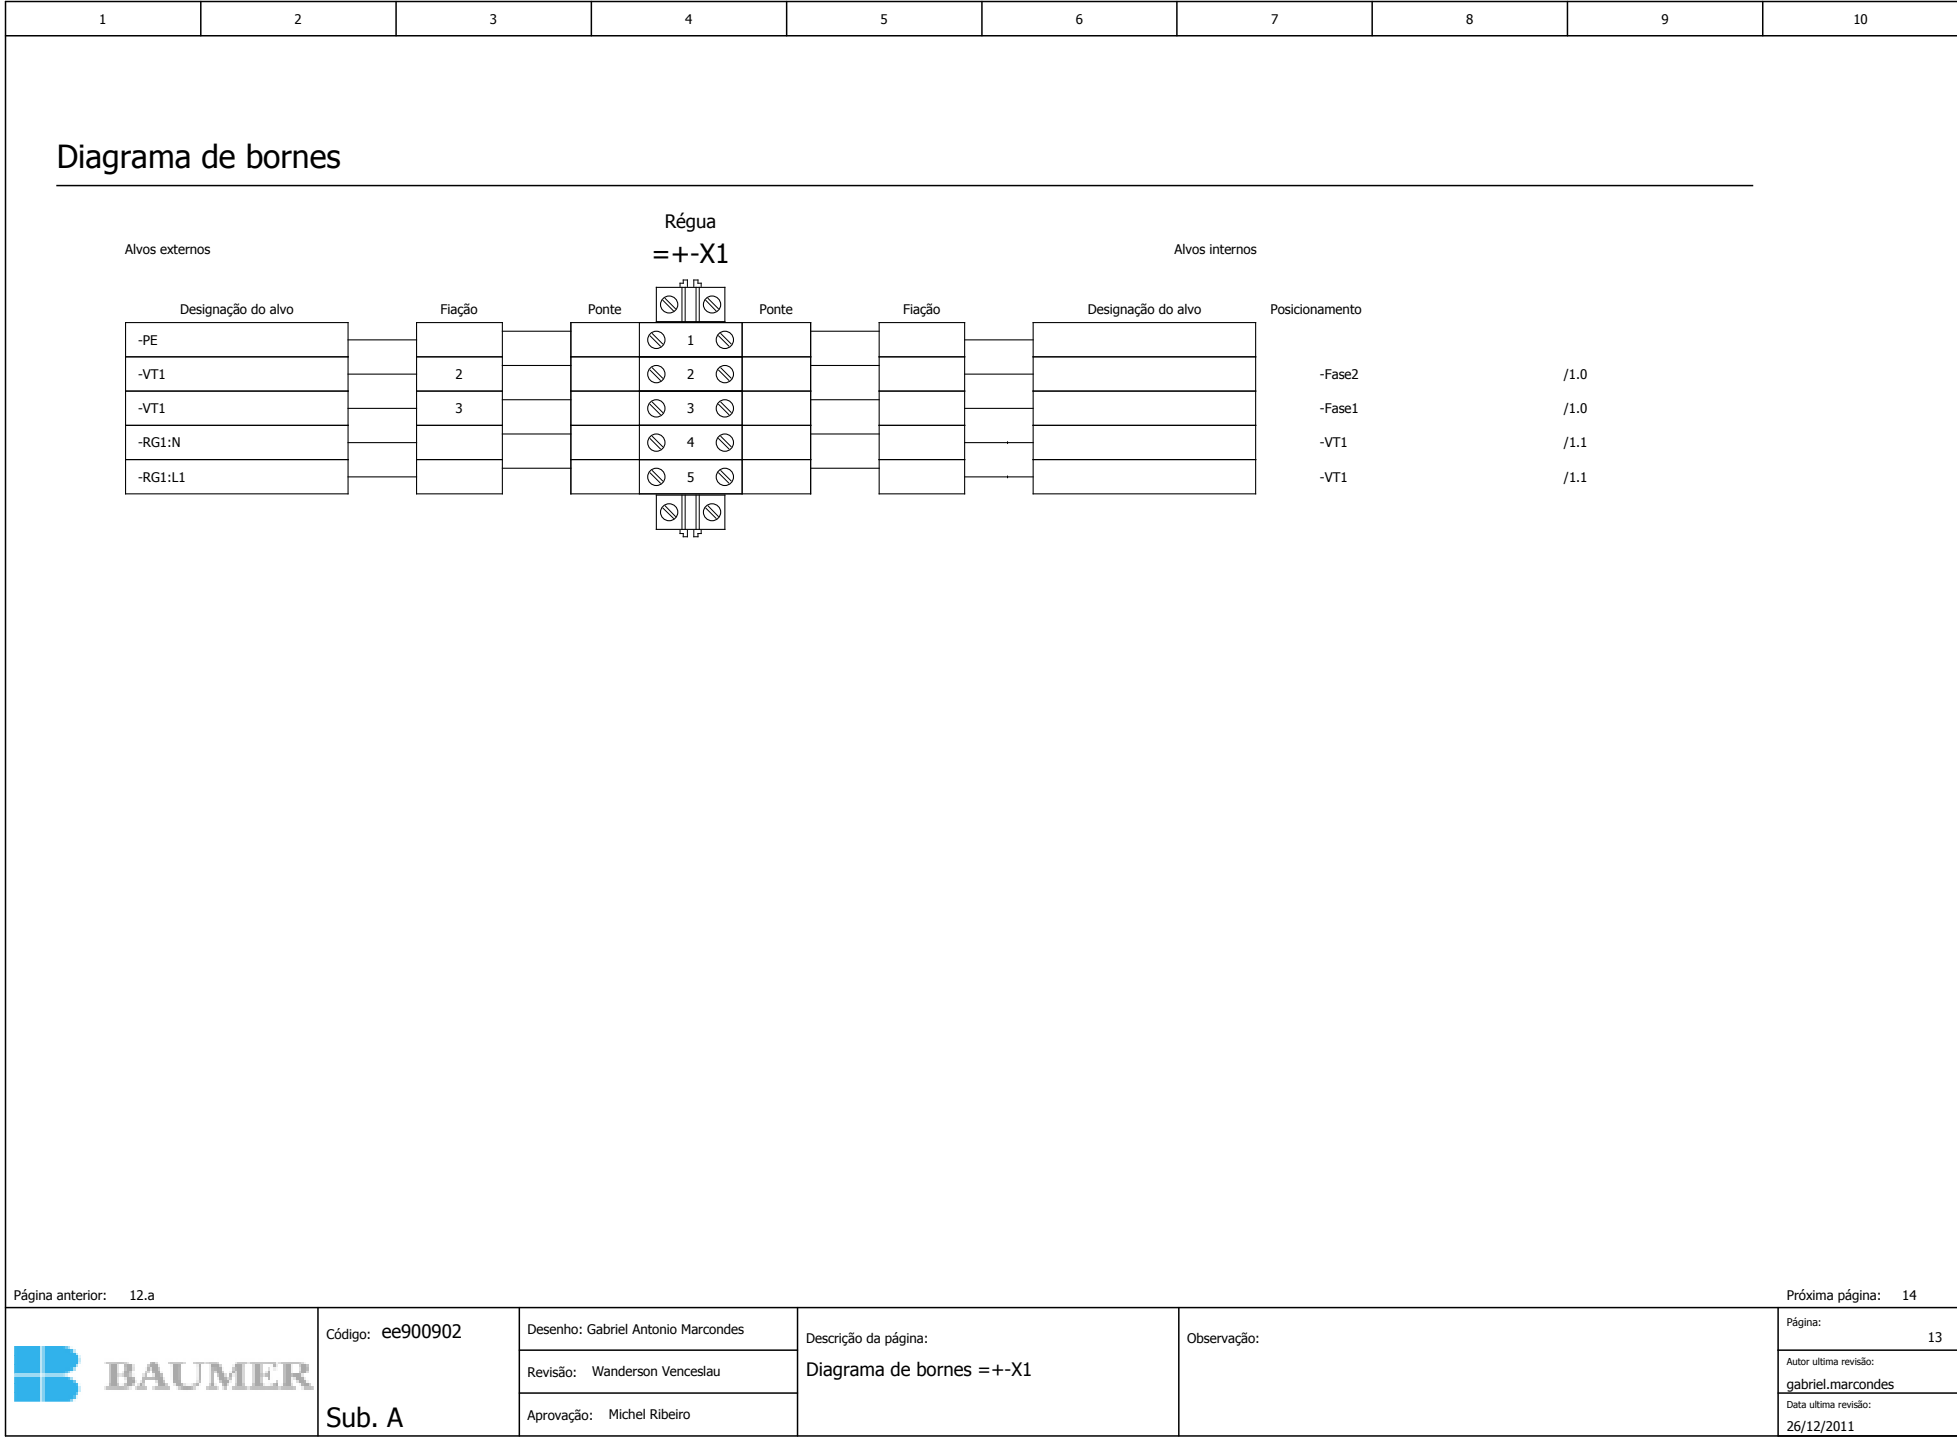 1 2 3 4 5 6 7 8 9 10
Diagrama de bornes
Régua
Alvos externos =+-X1 Alvos internos
Designação do alvo Fiação Ponte Ponte Fiação Designação do alvo Posicionamento
-PE 1
-VT1 2 2 -Fase2 /1.0
-VT1 3 3 -Fase1 /1.0
-RG1:N 4 -VT1 /1.1
-RG1:L1 5 -VT1 /1.1
Página anterior: 12.a Próxima página: 14
BAUMER
Código: ee900902
Sub. A
Desenho: Gabriel Antonio Marcondes
Revisão: Wanderson Venceslau
Aprovação: Michel Ribeiro
Descrição da página:
Diagrama de bornes =+-X1
Observação:
Página:
13
Autor ultima revisão:
gabriel.marcondes
Data ultima revisão:
26/12/2011